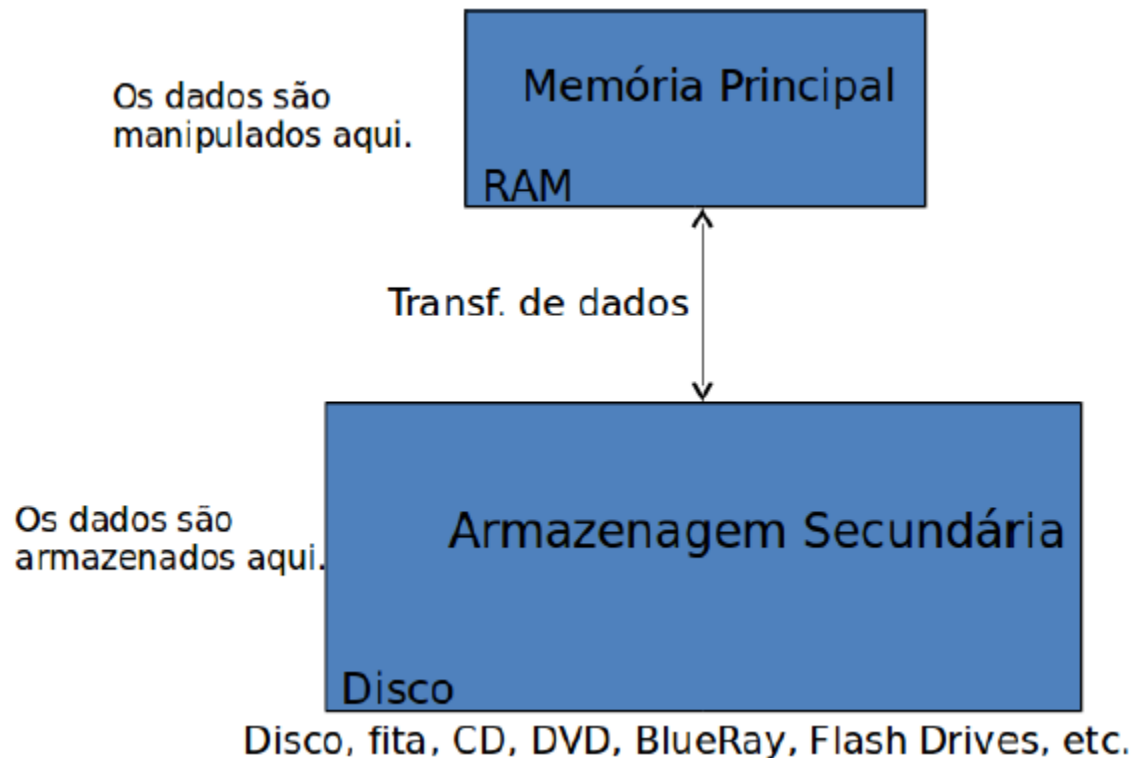 Memória Principal
Os dados são
manipulados aqui.
RAM
Transf. de dados
Armazenagem Secundária
Os dados são
armazenados aqui.
Disco
Disco, fita, CD, DVD, BlueRay, Flash Drives, etc.